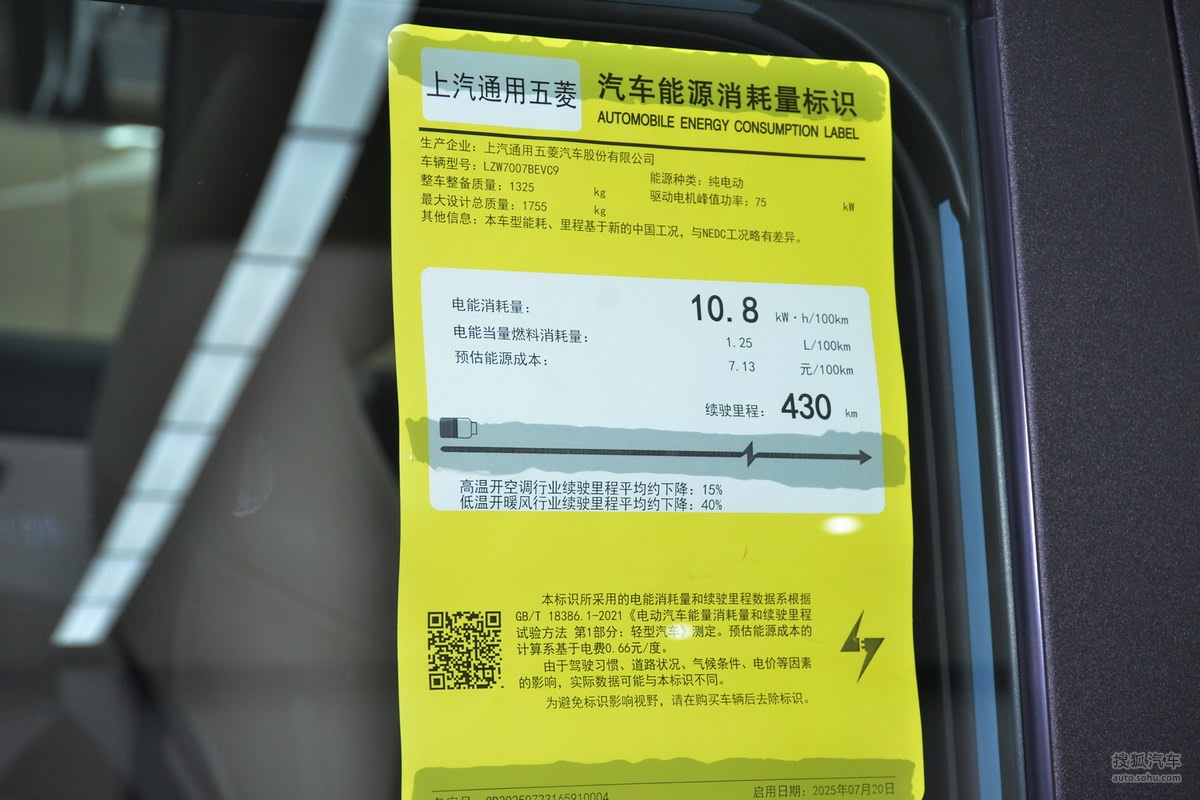 上汽通用五菱
汽车能源消耗量标识
AUTOMOBILE ENERGY CONSUMPTION LABEL
生产企业：上汽通用五菱汽车股份有限公司
车辆型号：LZW7007BEVC9
能源种类：纯电动
整车整备质量：1325 kg
驱动电机峰值功率：75 kW
最大设计总质量：1755 kg
其他信息：本车型能耗、里程基于新的中国工况，与NEDC工况略有差异。
电能消耗量： 10.8 kW·h/100km
电能当量燃料消耗量： 1.25 L/100km
预估能源成本： 7.13 元/100km
续驶里程： 430 km
高温开空调行业续驶里程平均约下降：15%
低温开暖风行业续驶里程平均约下降：40%
本标识所采用的电能消耗量和续驶里程数据系根据
GB/T 18386.1-2021《电动汽车能量消耗量和续驶里程
试验方法 第1部分：轻型汽车》测定。预估能源成本的
计算系基于电费0.66元/度。
由于驾驶习惯、道路状况、气候条件、电价等因素
的影响，实际数据可能与本标识不同。
为避免标识影响视野，请在购买车辆后去除标识。
启用日期：2025年07月20日
搜狐汽车
auto.sohu.com